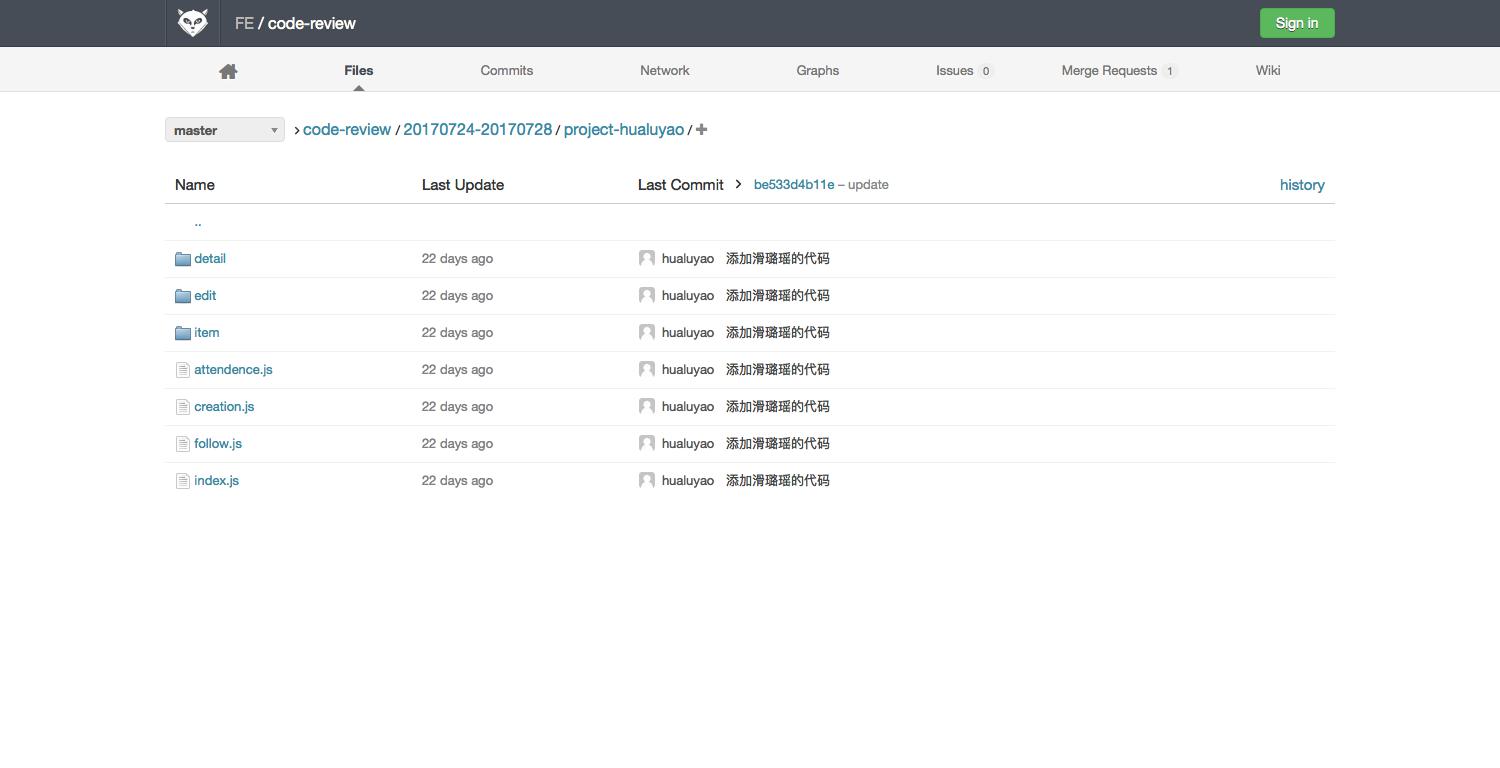 FE / code-review
Sign in
Files
Commits
Network
Graphs
Issues 0
Merge Requests 1
Wiki
master
code-review / 20170724-20170728 / project-hualuyao /
Name Last Update Last Commit be533d4b11e – update history
..
detail 22 days ago hualuyao 添加滑璐瑶的代码
edit 22 days ago hualuyao 添加滑璐瑶的代码
item 22 days ago hualuyao 添加滑璐瑶的代码
attendence.js 22 days ago hualuyao 添加滑璐瑶的代码
creation.js 22 days ago hualuyao 添加滑璐瑶的代码
follow.js 22 days ago hualuyao 添加滑璐瑶的代码
index.js 22 days ago hualuyao 添加滑璐瑶的代码